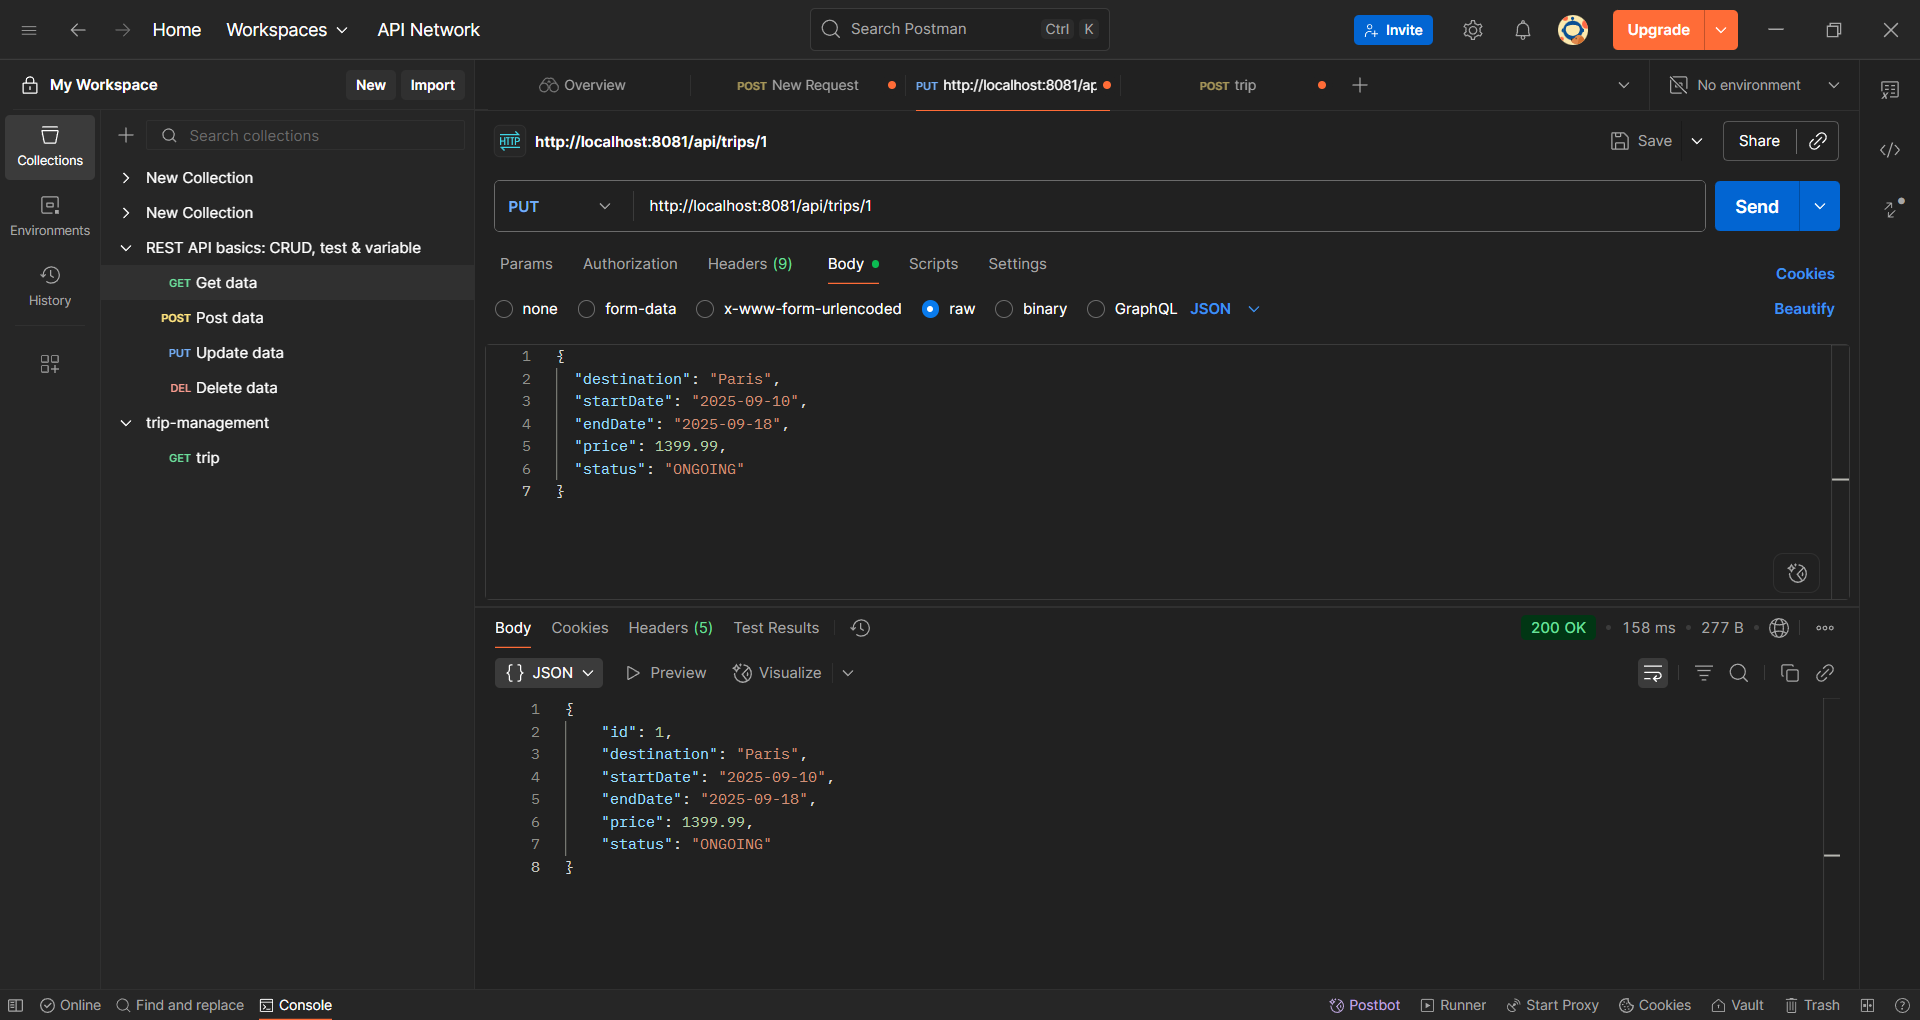 Home Workspaces API Network Search Postman Ctrl K Invite Upgrade
My Workspace New Import Overview POST New Request PUT http://localhost:8081/ap POST trip No environment
Collections
Environments
History
Search collections
New Collection
New Collection
REST API basics: CRUD, test & variable
GET Get data
POST Post data
PUT Update data
DEL Delete data
trip-management
GET trip
HTTP http://localhost:8081/api/trips/1 Save Share
PUT http://localhost:8081/api/trips/1 Send
Params Authorization Headers (9) Body Scripts Settings Cookies
none form-data x-www-form-urlencoded raw binary GraphQL JSON Beautify
1 {
2 "destination": "Paris",
3 "startDate": "2025-09-10",
4 "endDate": "2025-09-18",
5 "price": 1399.99,
6 "status": "ONGOING"
7 }
Body Cookies Headers (5) Test Results 200 OK 158 ms 277 B
{} JSON Preview Visualize
1 {
2 "id": 1,
3 "destination": "Paris",
4 "startDate": "2025-09-10",
5 "endDate": "2025-09-18",
6 "price": 1399.99,
7 "status": "ONGOING"
8 }
Online Find and replace Console Postbot Runner Start Proxy Cookies Vault Trash